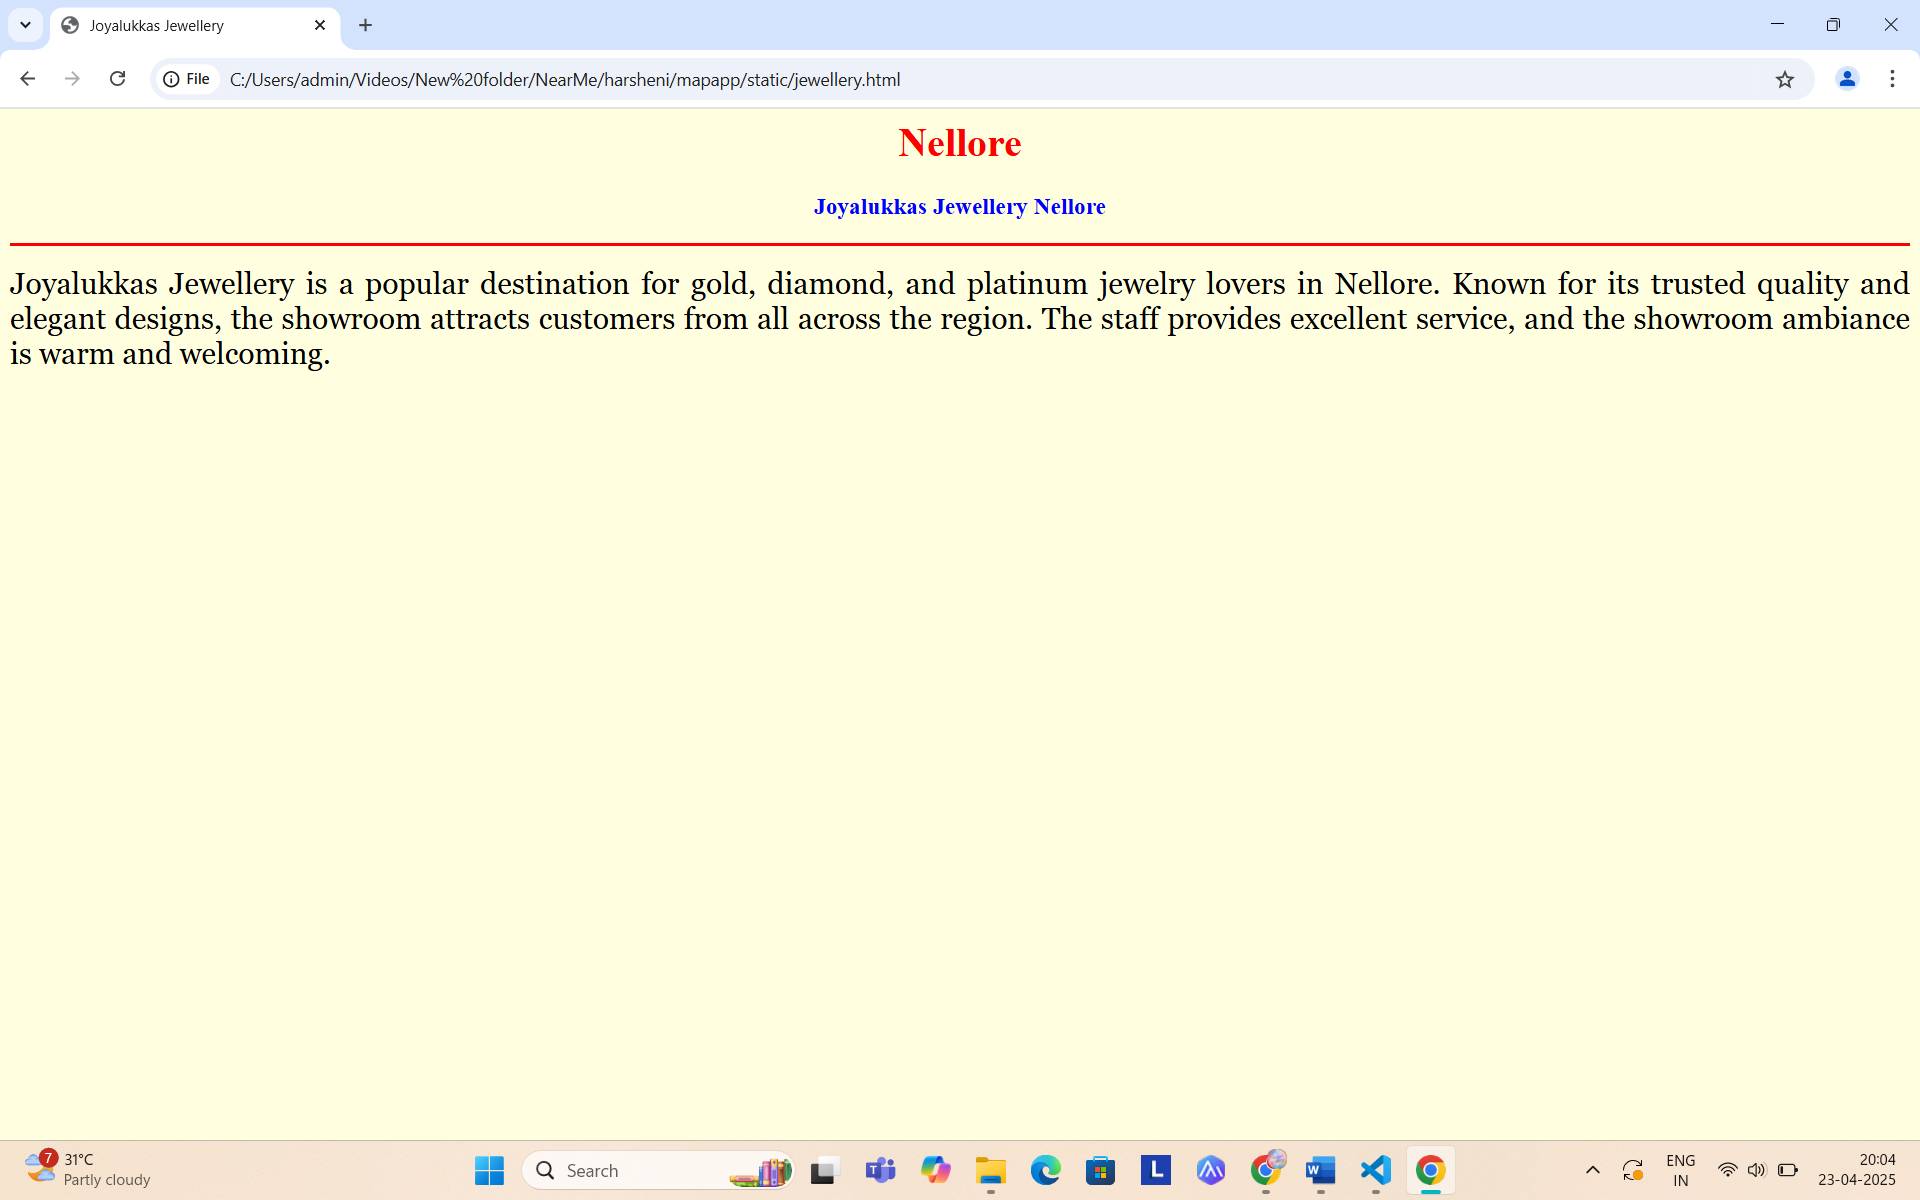 Joyalukkas Jewellery
File C:/Users/admin/Videos/New%20folder/NearMe/harsheni/mapapp/static/jewellery.html
Nellore
Joyalukkas Jewellery Nellore
Joyalukkas Jewellery is a popular destination for gold, diamond, and platinum jewelry lovers in Nellore. Known for its trusted quality and
elegant designs, the showroom attracts customers from all across the region. The staff provides excellent service, and the showroom ambiance
is warm and welcoming.
7
31°C
Partly cloudy
Search
T
L
W
ENG
IN
20:04
23-04-2025